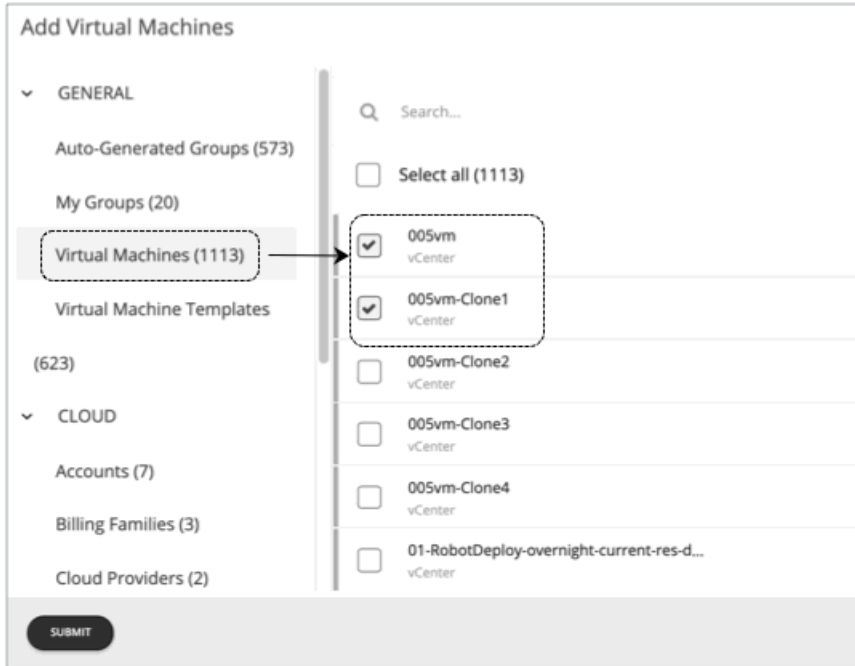 Add Virtual Machines
GENERAL
Auto-Generated Groups (573)
My Groups (20)
Virtual Machines (1113)
Virtual Machine Templates
(623)
CLOUD
Accounts (7)
Billing Families (3)
Cloud Providers (2)
Search...
Select all (1113)
005vm
vCenter
005vm-Clone1
vCenter
005vm-Clone2
vCenter
005vm-Clone3
vCenter
005vm-Clone4
vCenter
01-RobotDeploy-overnight-current-res-d...
vCenter
SUBMIT